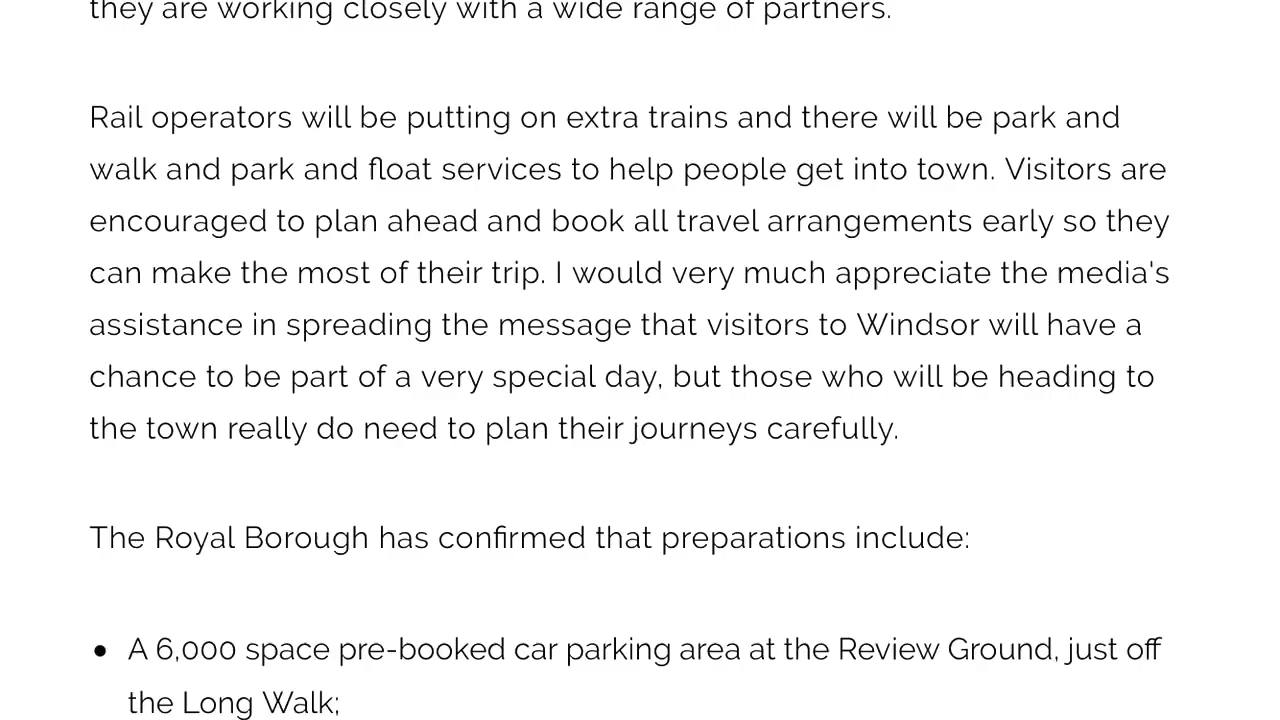 they are working closely with a wide range of partners.
Rail operators will be putting on extra trains and there will be park and
walk and park and float services to help people get into town. Visitors are
encouraged to plan ahead and book all travel arrangements early so they
can make the most of their trip. I would very much appreciate the media's
assistance in spreading the message that visitors to Windsor will have a
chance to be part of a very special day, but those who will be heading to
the town really do need to plan their journeys carefully.
The Royal Borough has confirmed that preparations include:
● A 6,000 space pre-booked car parking area at the Review Ground, just off
the Long Walk;